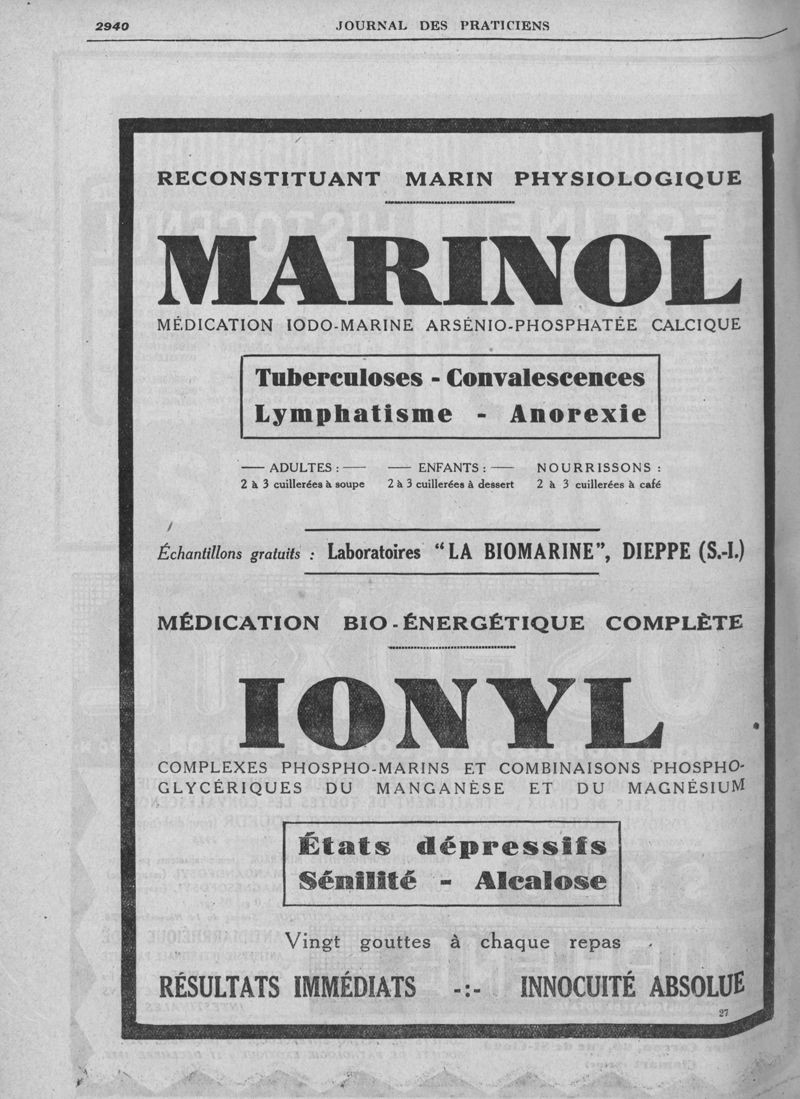 2940
JOURNAL DES PRATICIENS
RECONSTITUANT MARIN PHYSIOLOGIQUE
MARINOL
MÉDICATION IODO-MARINE ARSÉNIO-PHOSPHATÉE CALCIQUE
Tuberculoses - Convalescences
Lymphatisme - Anorexie
— ADULTES : — — ENFANTS : — NOURRISSONS :
2 à 3 cuillerées à soupe 2 à 3 cuillerées à dessert 2 à 3 cuillerées à café
Échantillons gratuits : Laboratoires "LA BIOMARINE", DIEPPE (S.-I.)
MÉDICATION BIO-ÉNERGÉTIQUE COMPLÈTE
IONYL
COMPLEXES PHOSPHO-MARINS ET COMBINAISONS PHOSPHO-
GLYCÉRIQUES DU MANGANÈSE ET DU MAGNÉSIUM
États dépressifs
Sénilité - Alcalose
Vingt gouttes à chaque repas
RÉSULTATS IMMÉDIATS -:- INNOCUITÉ ABSOLUE
27